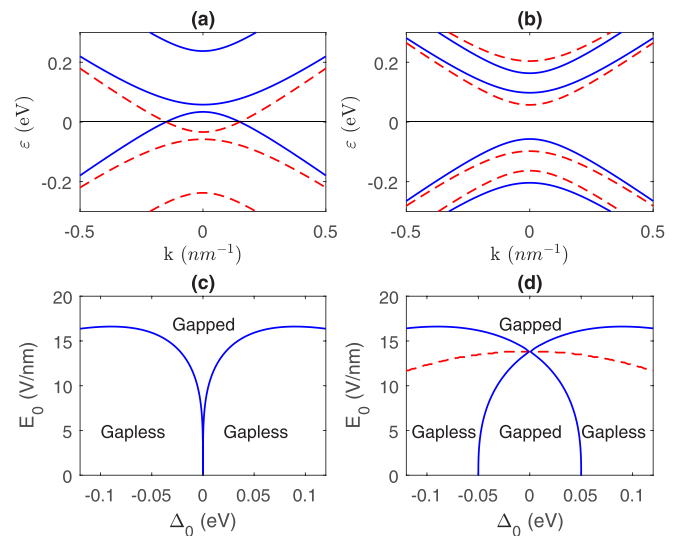 (a)
(b)
0.2
0
-0.2
ε (eV)
-0.5
0
0.5
k (nm⁻¹)
0.2
0
-0.2
ε (eV)
-0.5
0
0.5
k (nm⁻¹)
(c)
(d)
20
15
10
5
0
E₀ (V/nm)
Gapped
Gapless
Gapless
-0.1
-0.05
0
0.05
0.1
Δ₀ (eV)
20
15
10
5
0
E₀ (V/nm)
Gapped
Gapless
Gapped
Gapless
-0.1
-0.05
0
0.05
0.1
Δ₀ (eV)